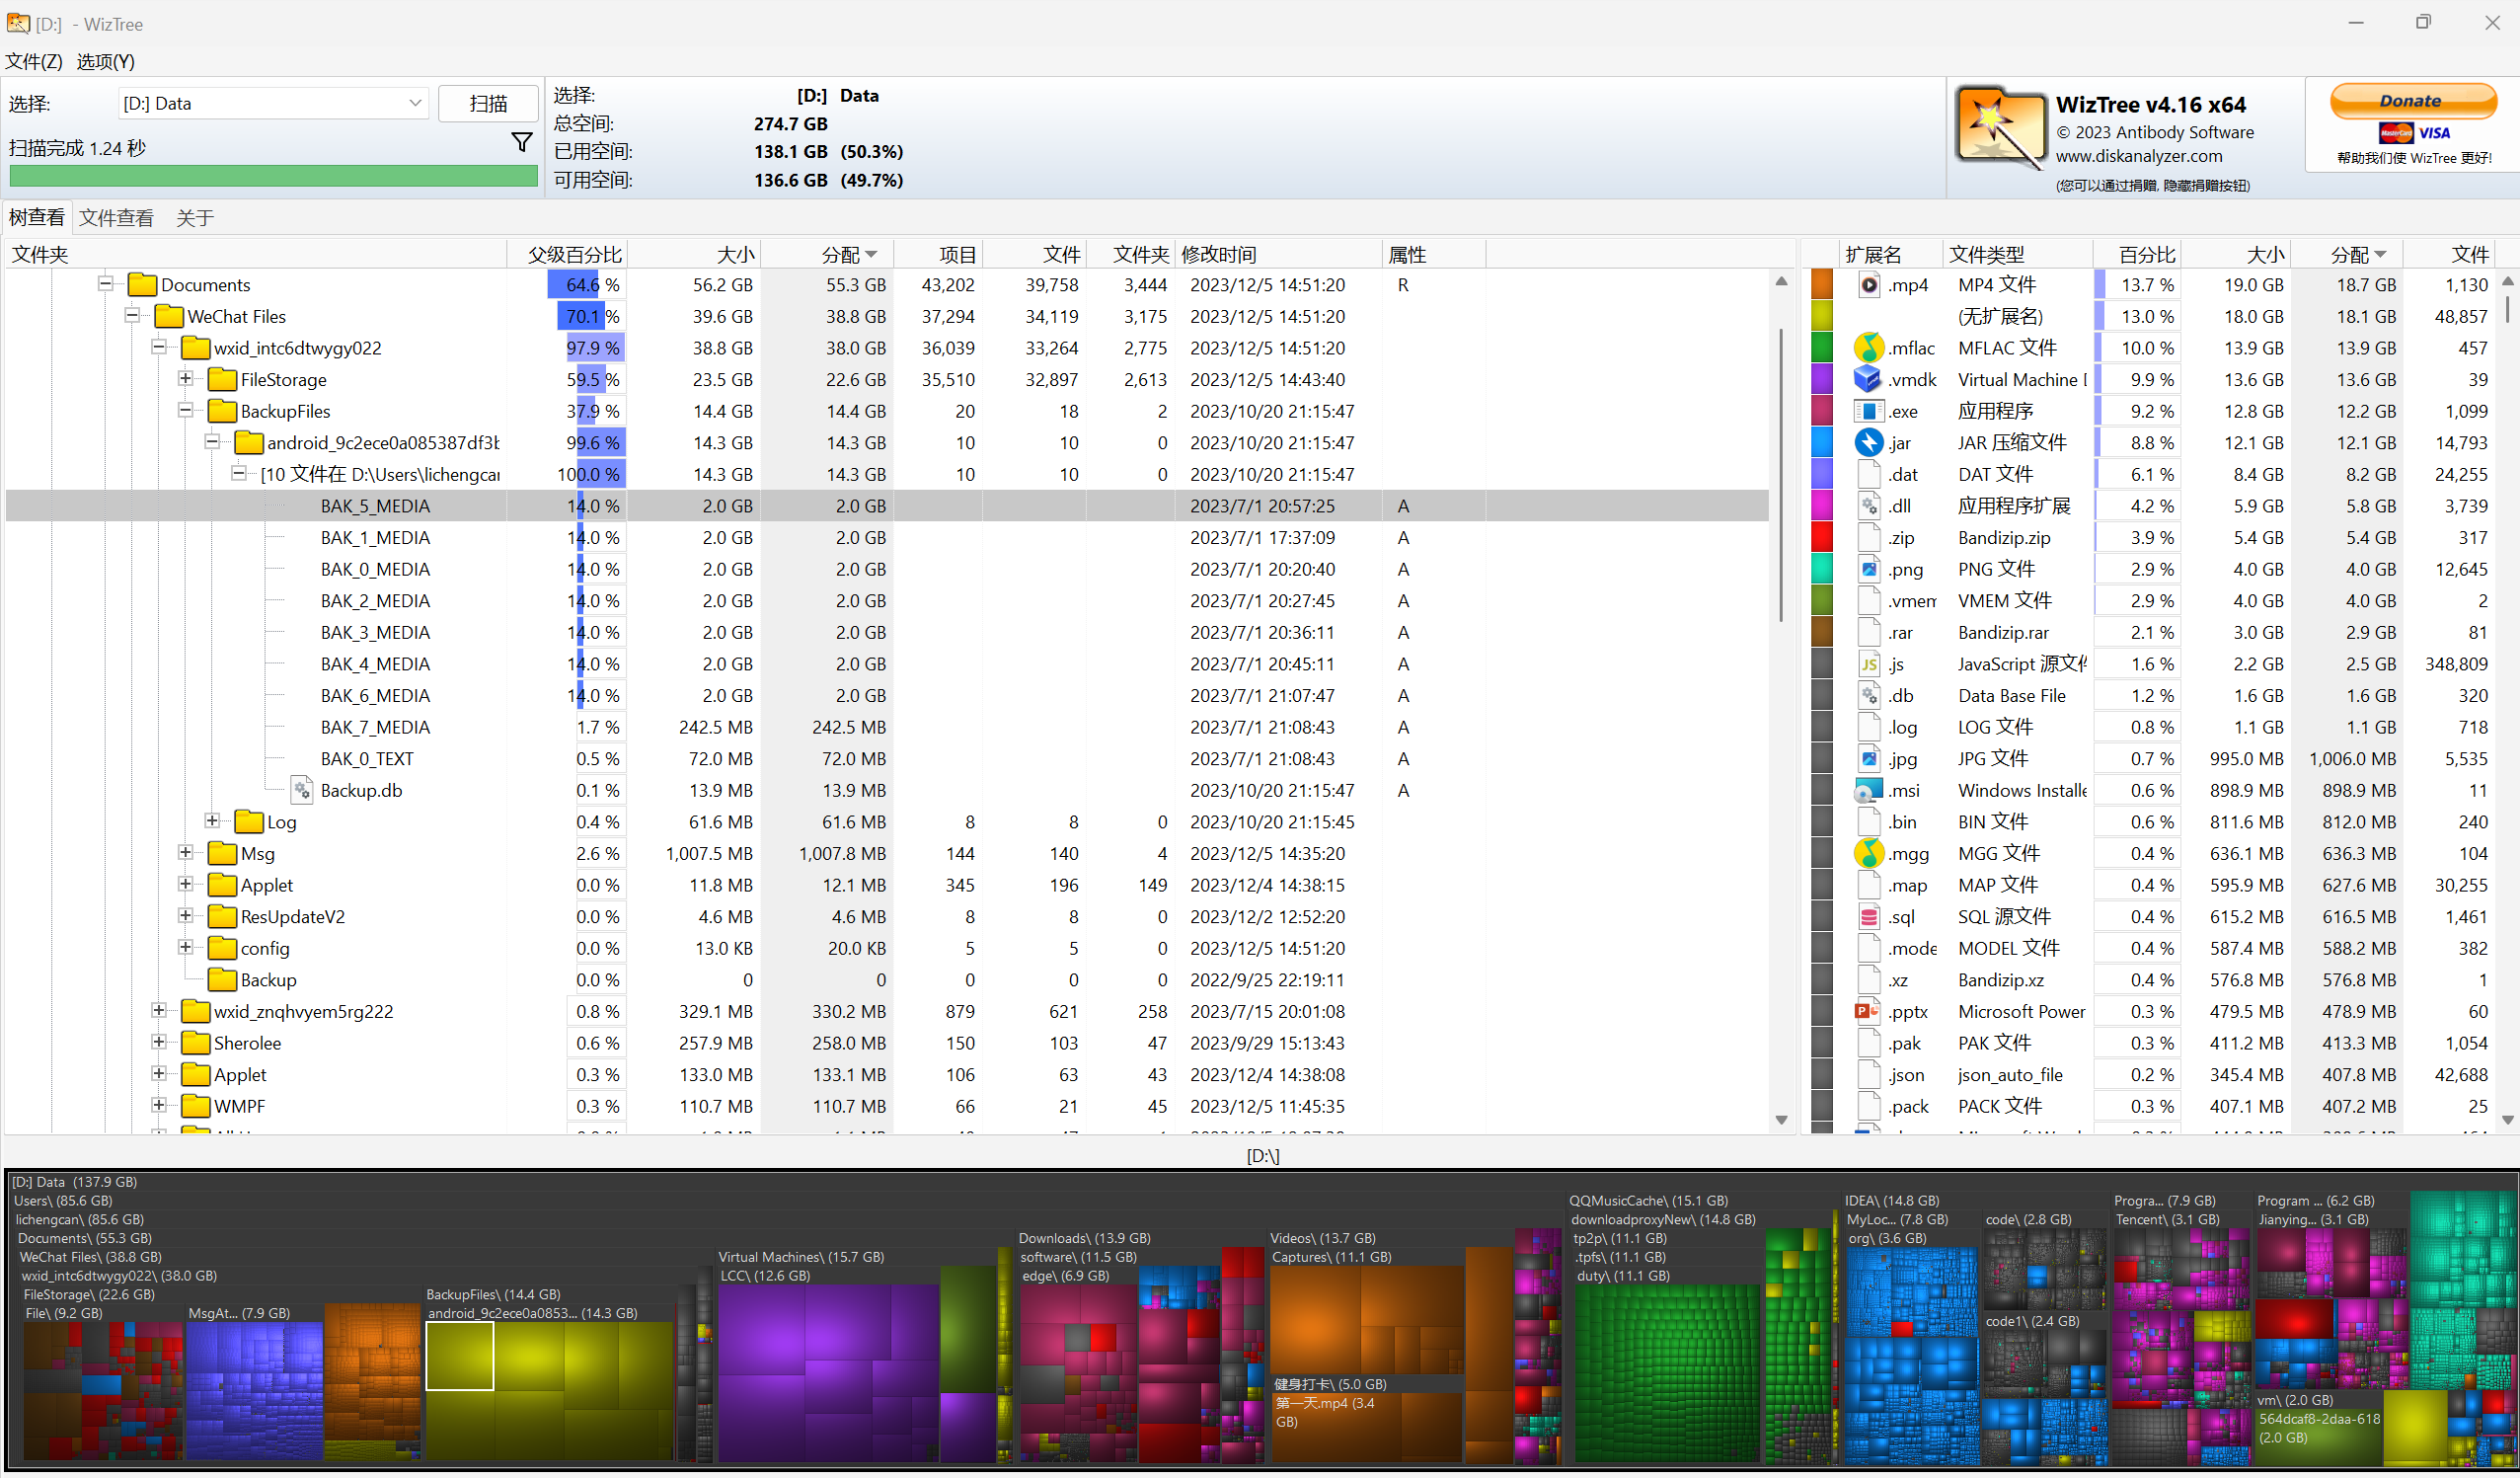 [D:] - WizTree
文件(Z) 选项(Y)
选择: [D:] Data 扫描
扫描完成 1.24 秒
选择: [D:] Data
总空间: 274.7 GB
已用空间: 138.1 GB (50.3%)
可用空间: 136.6 GB (49.7%)
WizTree v4.16 x64
© 2023 Antibody Software
www.diskanalyzer.com
(您可以通过捐赠, 隐藏捐赠按钮)
Donate
MasterCard VISA
帮助我们使 WizTree 更好!
树查看 文件查看 关于
文件夹 父级百分比 大小 分配 项目 文件 文件夹 修改时间 属性
Documents 64.6 % 56.2 GB 55.3 GB 43,202 39,758 3,444 2023/12/5 14:51:20 R
WeChat Files 70.1 % 39.6 GB 38.8 GB 37,294 34,119 3,175 2023/12/5 14:51:20
wxid_intc6dtwygy022 97.9 % 38.8 GB 38.0 GB 36,039 33,264 2,775 2023/12/5 14:51:20
FileStorage 59.5 % 23.5 GB 22.6 GB 35,510 32,897 2,613 2023/12/5 14:43:40
BackupFiles 37.9 % 14.4 GB 14.4 GB 20 18 2 2023/10/20 21:15:47
android_9c2ece0a085387df3b 99.6 % 14.3 GB 14.3 GB 10 10 0 2023/10/20 21:15:47
[10 文件在 D:\Users\lichengcan 100.0 % 14.3 GB 14.3 GB 10 10 0 2023/10/20 21:15:47
BAK_5_MEDIA 14.0 % 2.0 GB 2.0 GB 2023/7/1 20:57:25 A
BAK_1_MEDIA 14.0 % 2.0 GB 2.0 GB 2023/7/1 17:37:09 A
BAK_0_MEDIA 14.0 % 2.0 GB 2.0 GB 2023/7/1 20:20:40 A
BAK_2_MEDIA 14.0 % 2.0 GB 2.0 GB 2023/7/1 20:27:45 A
BAK_3_MEDIA 14.0 % 2.0 GB 2.0 GB 2023/7/1 20:36:11 A
BAK_4_MEDIA 14.0 % 2.0 GB 2.0 GB 2023/7/1 20:45:11 A
BAK_6_MEDIA 14.0 % 2.0 GB 2.0 GB 2023/7/1 21:07:47 A
BAK_7_MEDIA 1.7 % 242.5 MB 242.5 MB 2023/7/1 21:08:43 A
BAK_0_TEXT 0.5 % 72.0 MB 72.0 MB 2023/7/1 21:08:43 A
Backup.db 0.1 % 13.9 MB 13.9 MB 2023/10/20 21:15:47 A
Log 0.4 % 61.6 MB 61.6 MB 8 8 0 2023/10/20 21:15:45
Msg 2.6 % 1,007.5 MB 1,007.8 MB 144 140 4 2023/12/5 14:35:20
Applet 0.0 % 11.8 MB 12.1 MB 345 196 149 2023/12/4 14:38:15
ResUpdateV2 0.0 % 4.6 MB 4.6 MB 8 8 0 2023/12/2 12:52:20
config 0.0 % 13.0 KB 20.0 KB 5 5 0 2023/12/5 14:51:20
Backup 0.0 % 0 0 0 0 0 2022/9/25 22:19:11
wxid_znqhvyem5rg222 0.8 % 329.1 MB 330.2 MB 879 621 258 2023/7/15 20:01:08
Sherolee 0.6 % 257.9 MB 258.0 MB 150 103 47 2023/9/29 15:13:43
Applet 0.3 % 133.0 MB 133.1 MB 106 63 43 2023/12/4 14:38:08
WMPF 0.3 % 110.7 MB 110.7 MB 66 21 45 2023/12/5 11:45:35
扩展名 文件类型 百分比 大小 分配 文件
.mp4 MP4 文件 13.7 % 19.0 GB 18.7 GB 1,130
(无扩展名) 13.0 % 18.0 GB 18.1 GB 48,857
.mflac MFLAC 文件 10.0 % 13.9 GB 13.9 GB 457
.vmdk Virtual Machine 9.9 % 13.6 GB 13.6 GB 39
.exe 应用程序 9.2 % 12.8 GB 12.2 GB 1,099
.jar JAR 压缩文件 8.8 % 12.1 GB 12.1 GB 14,793
.dat DAT 文件 6.1 % 8.4 GB 8.2 GB 24,255
.dll 应用程序扩展 4.2 % 5.9 GB 5.8 GB 3,739
.zip Bandizip.zip 3.9 % 5.4 GB 5.4 GB 317
.png PNG 文件 2.9 % 4.0 GB 4.0 GB 12,645
.vmem VMEM 文件 2.9 % 4.0 GB 4.0 GB 2
.rar Bandizip.rar 2.1 % 3.0 GB 2.9 GB 81
JS .js JavaScript 源文件 1.6 % 2.2 GB 2.5 GB 348,809
.db Data Base File 1.2 % 1.6 GB 1.6 GB 320
.log LOG 文件 0.8 % 1.1 GB 1.1 GB 718
.jpg JPG 文件 0.7 % 995.0 MB 1,006.0 MB 5,535
.msi Windows Installe 0.6 % 898.9 MB 898.9 MB 11
.bin BIN 文件 0.6 % 811.6 MB 812.0 MB 240
.mgg MGG 文件 0.4 % 636.1 MB 636.3 MB 104
.map MAP 文件 0.4 % 595.9 MB 627.6 MB 30,255
.sql SQL 源文件 0.4 % 615.2 MB 616.5 MB 1,461
.mode MODEL 文件 0.4 % 587.4 MB 588.2 MB 382
.xz Bandizip.xz 0.4 % 576.8 MB 576.8 MB 1
.pptx Microsoft Power 0.3 % 479.5 MB 478.9 MB 60
.pak PAK 文件 0.3 % 411.2 MB 413.3 MB 1,054
.json json_auto_file 0.2 % 345.4 MB 407.8 MB 42,688
.pack PACK 文件 0.3 % 407.1 MB 407.2 MB 25
[D:\]
[D:] Data (137.9 GB)
Users\ (85.6 GB)
lichengcan\ (85.6 GB)
Documents\ (55.3 GB)
WeChat Files\ (38.8 GB)
wxid_intc6dtwygy022\ (38.0 GB)
FileStorage\ (22.6 GB)
File\ (9.2 GB)
MsgAt... (7.9 GB)
BackupFiles\ (14.4 GB)
android_9c2ece0a0853... (14.3 GB)
Virtual Machines\ (15.7 GB)
LCC\ (12.6 GB)
Downloads\ (13.9 GB)
software\ (11.5 GB)
edge\ (6.9 GB)
Videos\ (13.7 GB)
Captures\ (11.1 GB)
健身打卡\ (5.0 GB)
第一天.mp4 (3.4
GB)
QQMusicCache\ (15.1 GB)
downloadproxyNew\ (14.8 GB)
tp2p\ (11.1 GB)
.tpfs\ (11.1 GB)
duty\ (11.1 GB)
IDEA\ (14.8 GB)
MyLoc... (7.8 GB)
org\ (3.6 GB)
code\ (2.8 GB)
code1\ (2.4 GB)
Progra... (7.9 GB)
Tencent\ (3.1 GB)
Program ... (6.2 GB)
Jianying... (3.1 GB)
vm\ (2.0 GB)
564dcaf8-2daa-618
(2.0 GB)